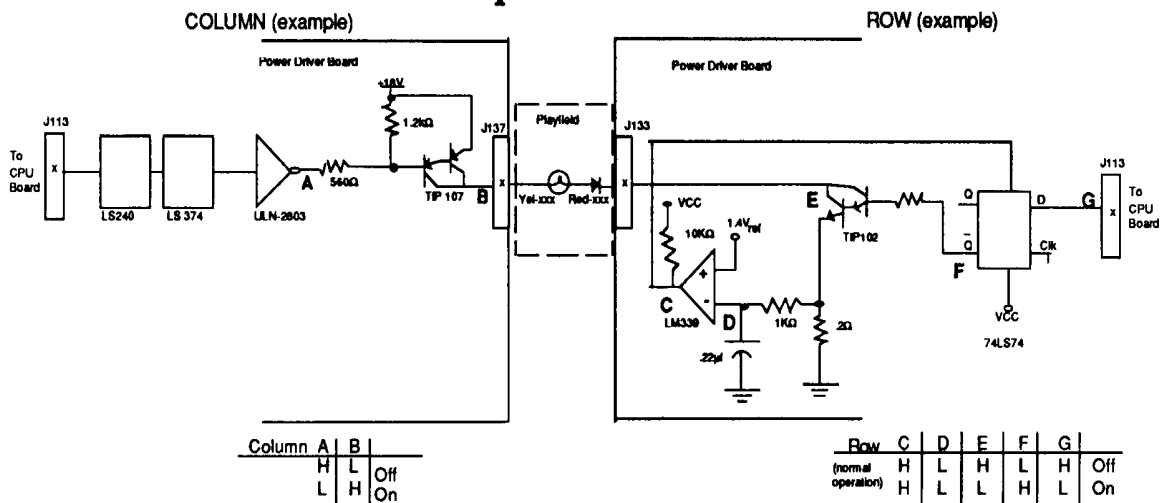 COLUMN (example)
ROW (example)
Power Driver Board
Power Driver Board
+18V
1.2kΩ
J113
J137
Playfield
J133
J113
To
CPU
Board
x
LS240
LS 374
ULN-2803
A
560Ω
TIP 107
B
x
Yel-xxx
Red-xxx
x
E
TIP102
Q
D
G
x
To
CPU
Board
Q
Clk
F
VCC
74LS74
VCC
10KΩ
1.4Vref
+
-
C
LM339
D
1KΩ
.2Ω
.22µf
Column A B
H L Off
L H On
Row C D E F G
(normal operation) H L H L H Off
H L L H L On